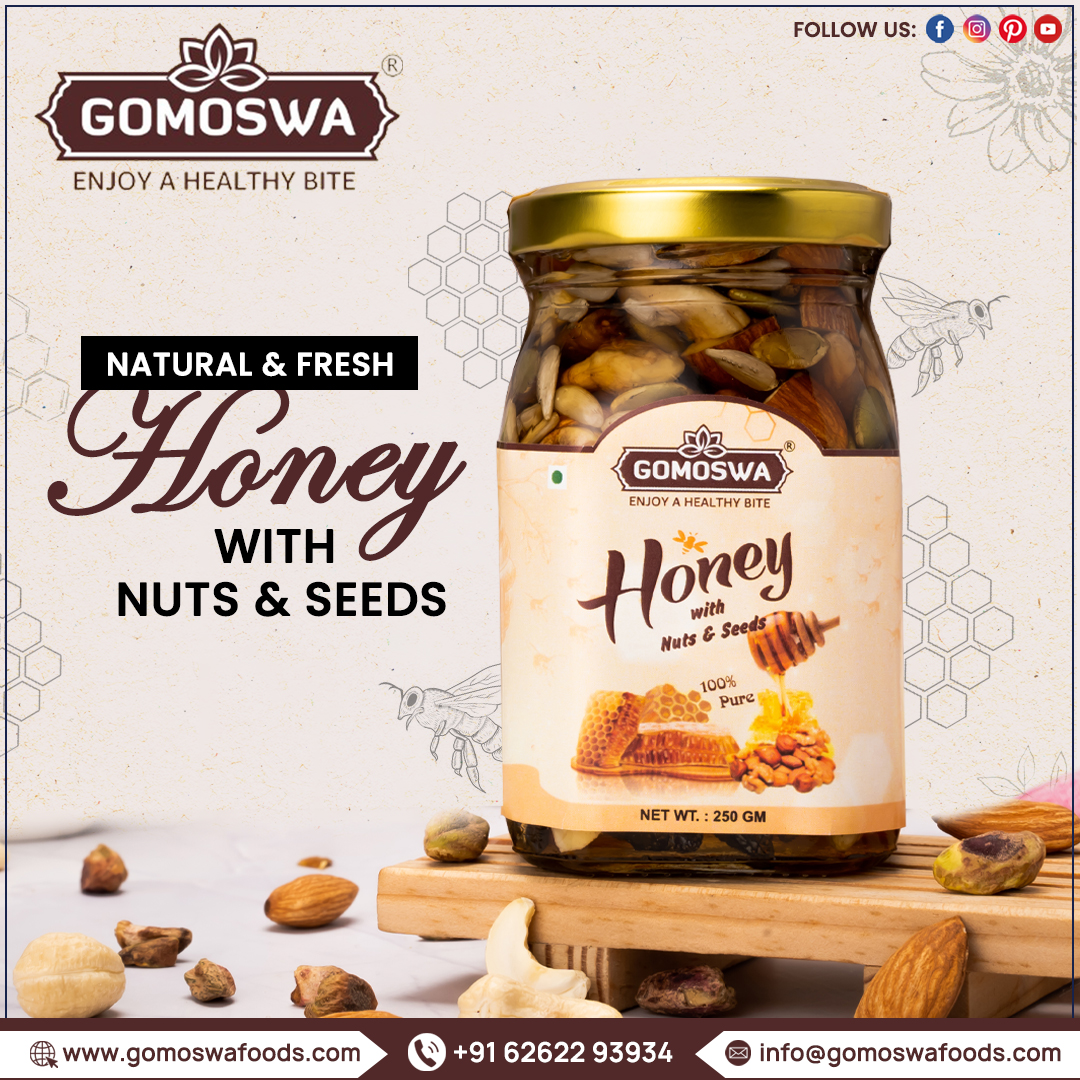 FOLLOW US:
GOMOSWA
®
ENJOY A HEALTHY BITE
NATURAL & FRESH
Honey
WITH
NUTS & SEEDS
GOMOSWA
®
ENJOY A HEALTHY BITE
Honey
with
Nuts & Seeds
100%
Pure
NET WT. : 250 GM
www.gomoswafoods.com
+91 62622 93934
info@gomoswafoods.com